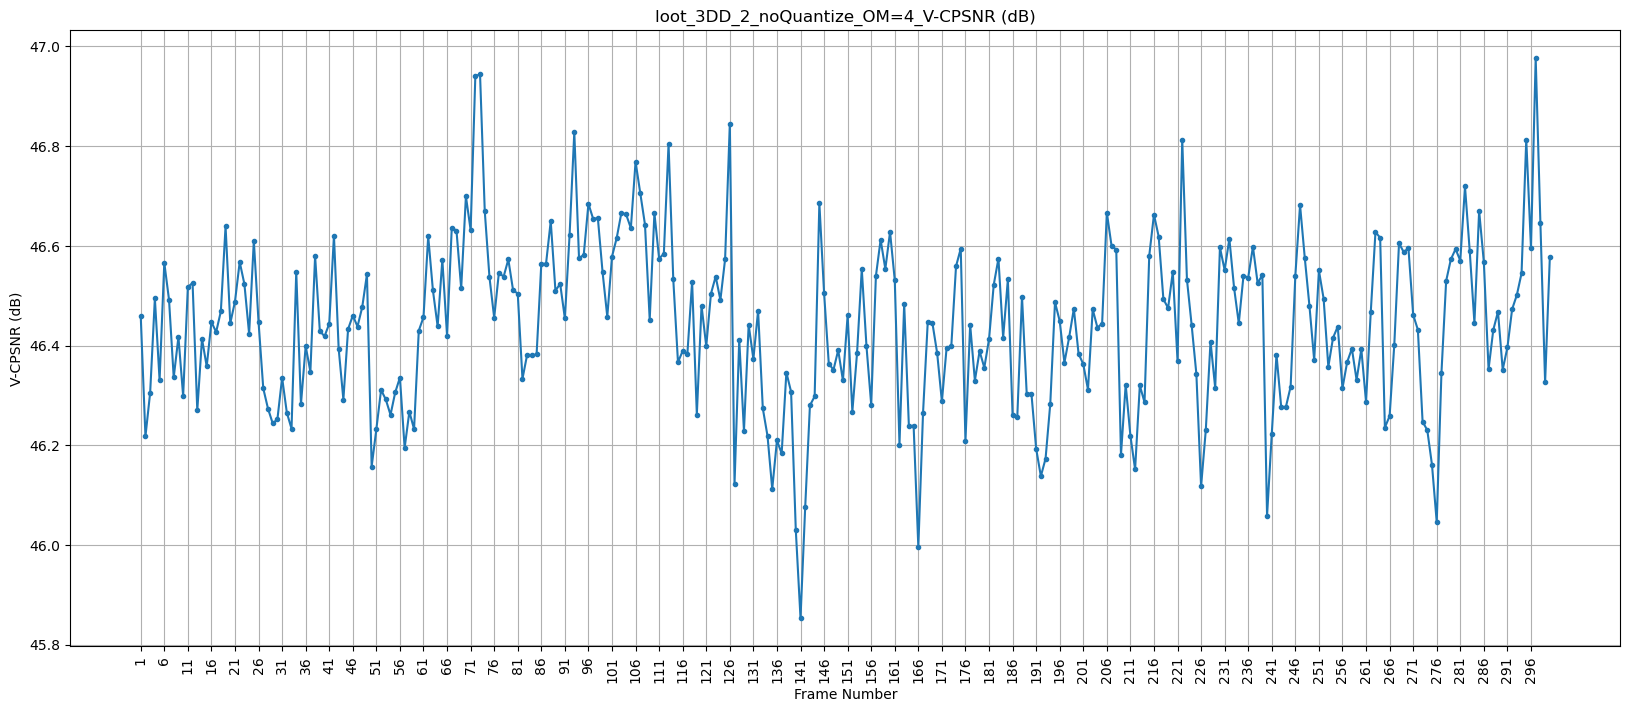 loot_3DD_2_noQuantize_OM=4_V-CPSNR (dB)
47.0
46.8
46.6
46.4
46.2
46.0
45.8
V-CPSNR (dB)
1 6 11 16 21 26 31 36 41 46 51 56 61 66 71 76 81 86 91 96 101 106 111 116 121 126 131 136 141 146 151 156 161 166 171 176 181 186 191 196 201 206 211 216 221 226 231 236 241 246 251 256 261 266 271 276 281 286 291 296
Frame Number